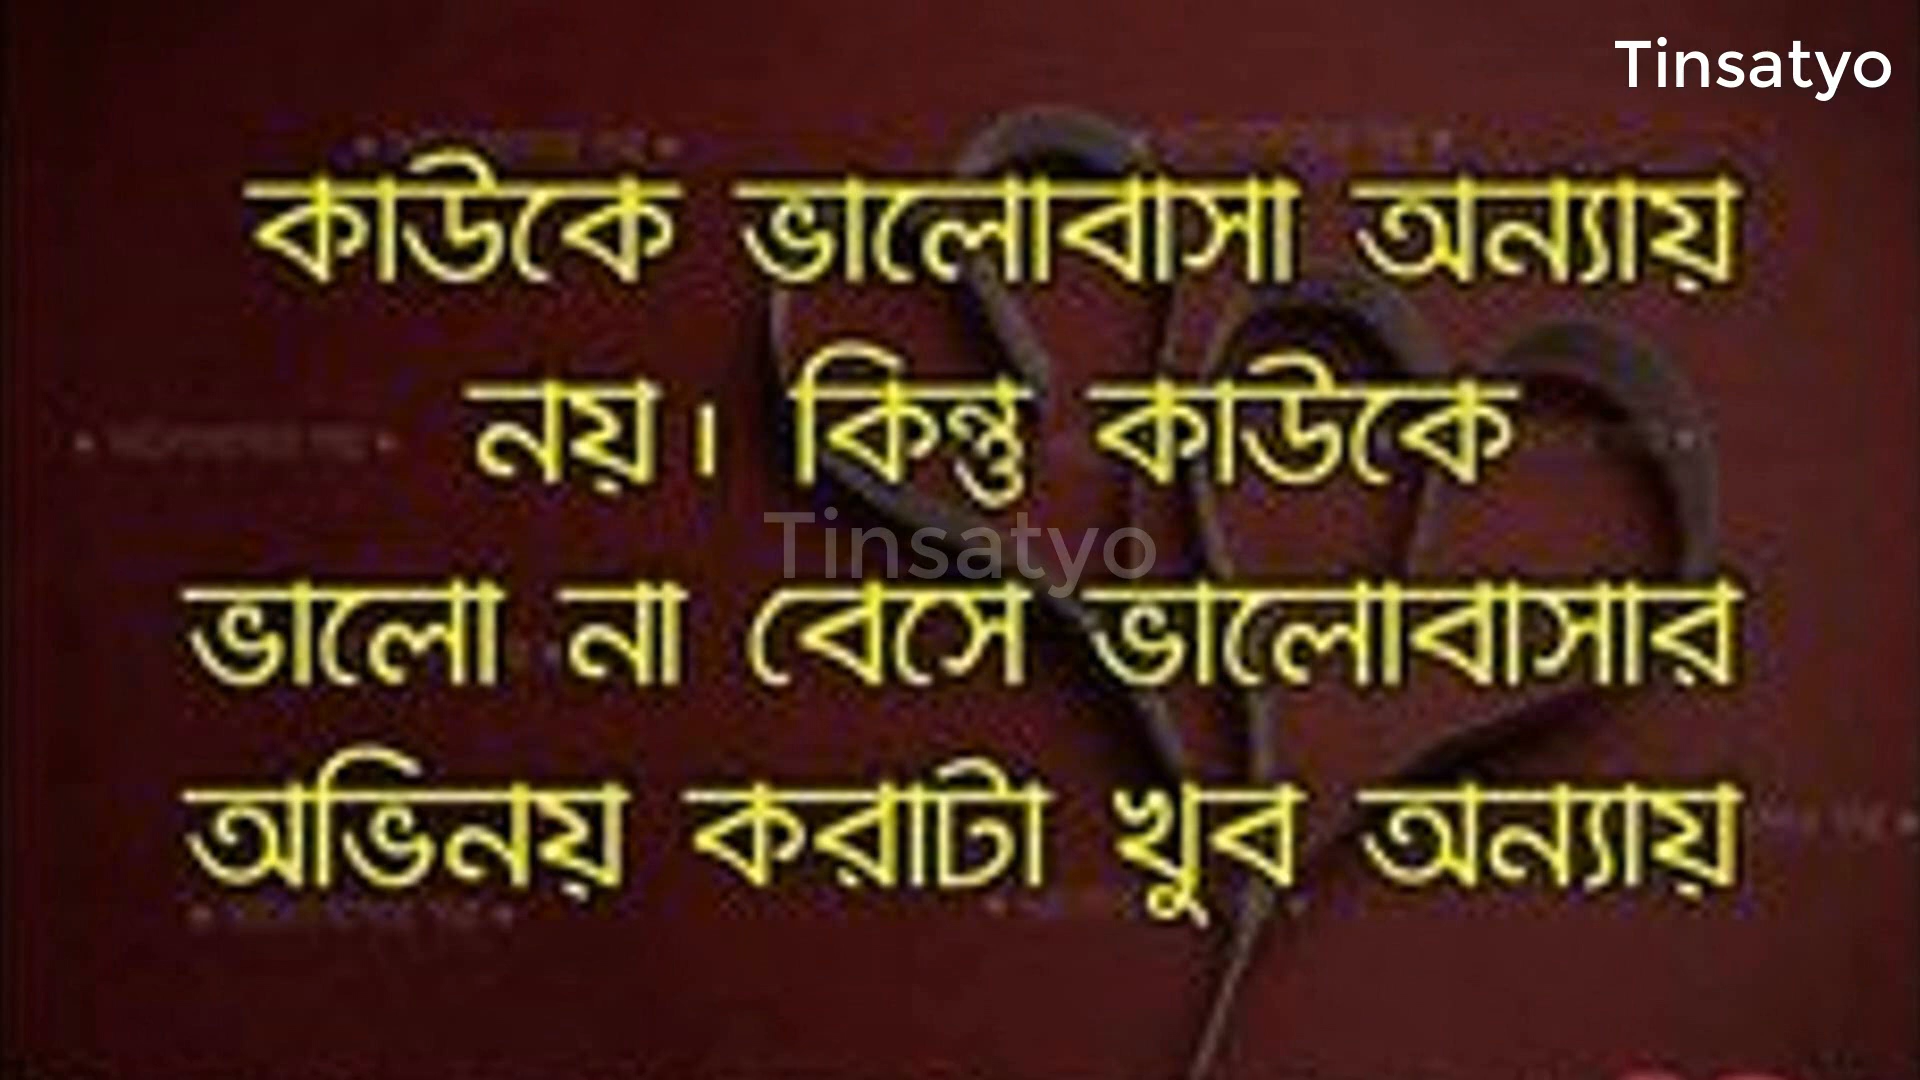 Tinsatyo
কাউকে ভালোবাসা অন্যায়
নয়। কিন্তু কাউকে
Tinsatyo
ভালো না বেসে ভালোবাসার
অভিনয় করাটা খুব অন্যায়